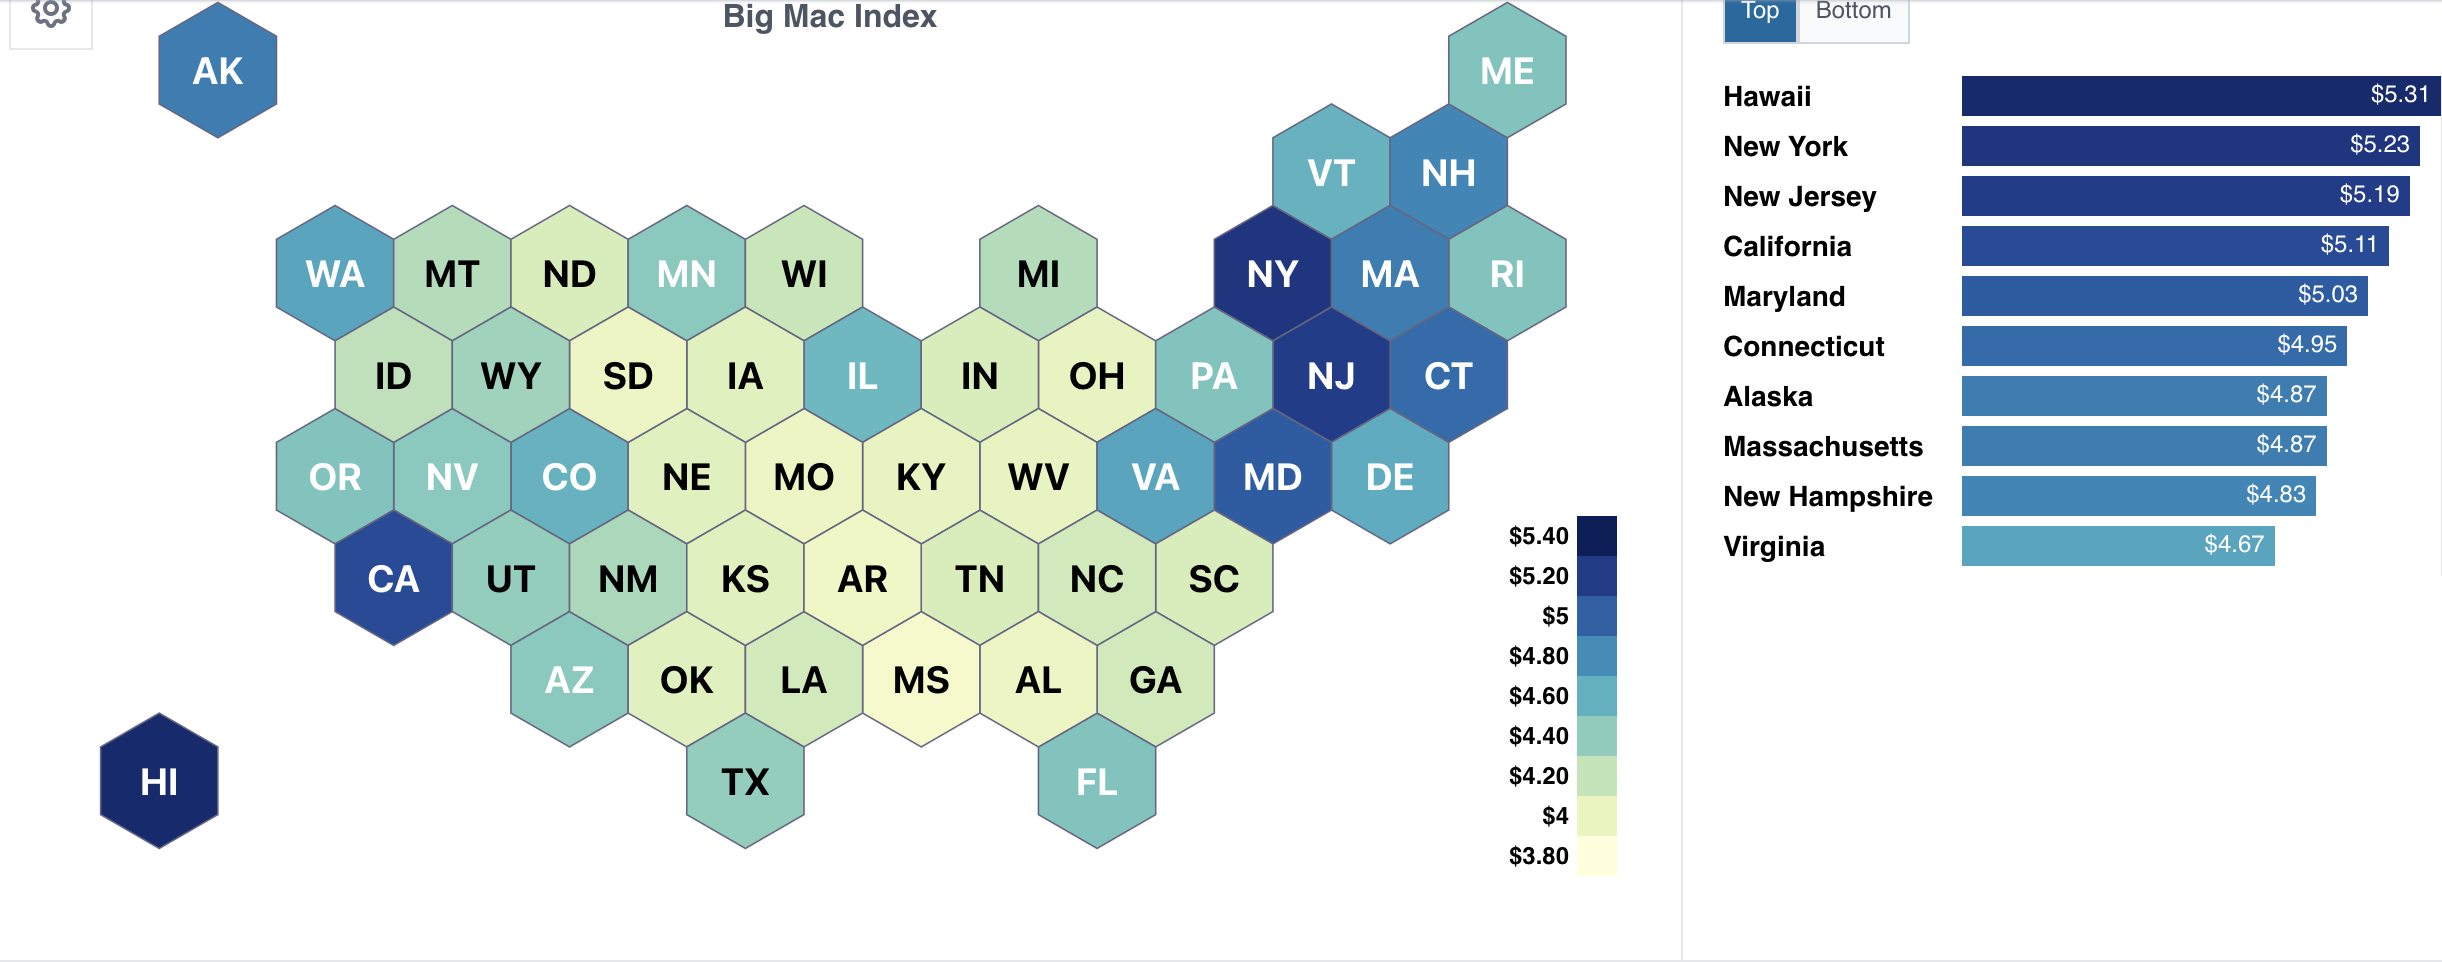 Big Mac Index
AK
ME
VT NH
WA MT ND MN WI MI NY MA RI
ID WY SD IA IL IN OH PA NJ CT
OR NV CO NE MO KY WV VA MD DE
CA UT NM KS AR TN NC SC
AZ OK LA MS AL GA
HI TX FL
$5.40
$5.20
$5
$4.80
$4.60
$4.40
$4.20
$4
$3.80
Top Bottom
Hawaii $5.31
New York $5.23
New Jersey $5.19
California $5.11
Maryland $5.03
Connecticut $4.95
Alaska $4.87
Massachusetts $4.87
New Hampshire $4.83
Virginia $4.67